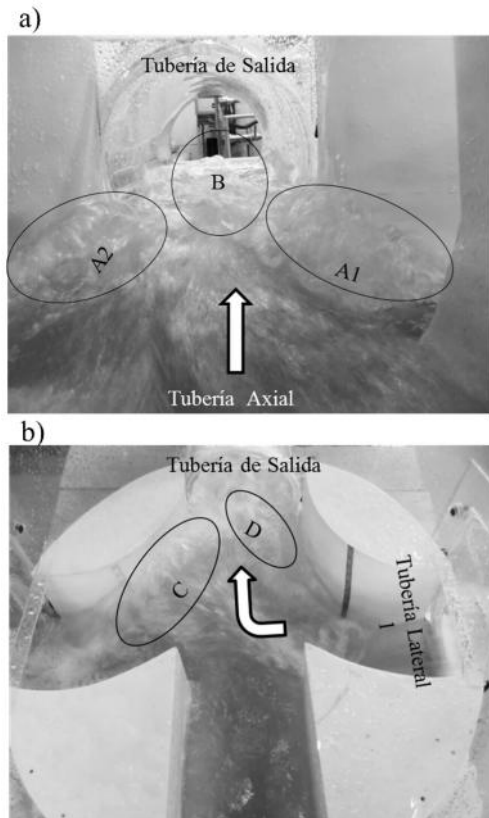 a)
Tubería de Salida
B
A2
A1
Tubería Axial
b)
Tubería de Salida
D
C
Tubería Lateral
1